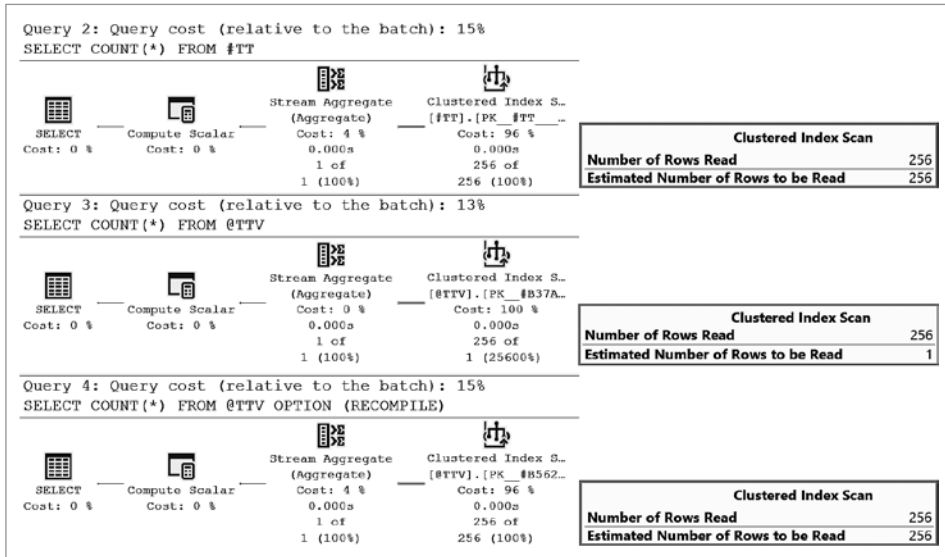 Query 2: Query cost (relative to the batch): 15%
SELECT COUNT(*) FROM #TT
Stream Aggregate Clustered Index S…
SELECT Compute Scalar (Aggregate) [#TT].[PK__#TT___…
Cost: 0 % Cost: 0 % Cost: 4 % Cost: 96 %
0.000s 0.000s
1 of 256 of
1 (100%) 256 (100%)
Clustered Index Scan
Number of Rows Read 256
Estimated Number of Rows to be Read 256
Query 3: Query cost (relative to the batch): 13%
SELECT COUNT(*) FROM @TTV
Stream Aggregate Clustered Index S…
SELECT Compute Scalar (Aggregate) [@TTV].[PK__#B37A…
Cost: 0 % Cost: 0 % Cost: 0 % Cost: 100 %
0.000s 0.000s
1 of 256 of
1 (100%) 1 (25600%)
Clustered Index Scan
Number of Rows Read 256
Estimated Number of Rows to be Read 1
Query 4: Query cost (relative to the batch): 15%
SELECT COUNT(*) FROM @TTV OPTION (RECOMPILE)
Stream Aggregate Clustered Index S…
SELECT Compute Scalar (Aggregate) [@TTV].[PK__#B562…
Cost: 0 % Cost: 0 % Cost: 4 % Cost: 96 %
0.000s 0.000s
1 of 256 of
1 (100%) 256 (100%)
Clustered Index Scan
Number of Rows Read 256
Estimated Number of Rows to be Read 256